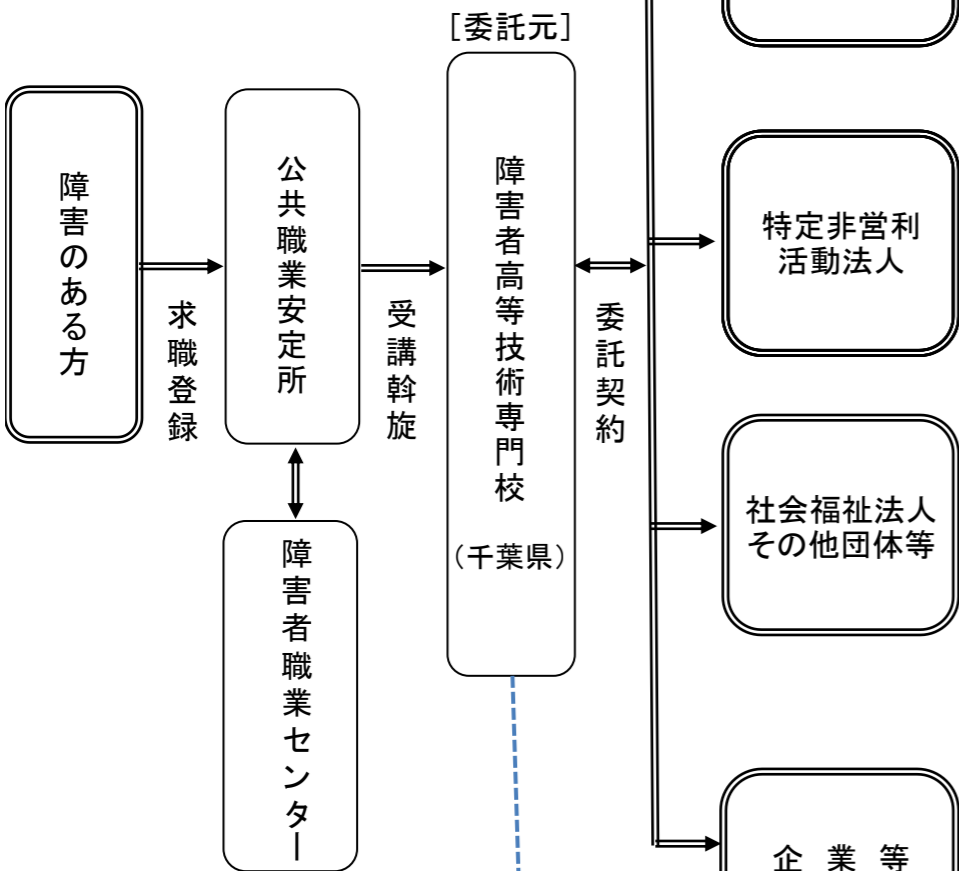 [委託元]
障害のある方
求職登録
公共職業安定所
受講斡旋
障害者高等技術専門校
（千葉県）
委託契約
障害者職業センター
特定非営利
活動法人
社会福祉法人
その他団体等
企業等